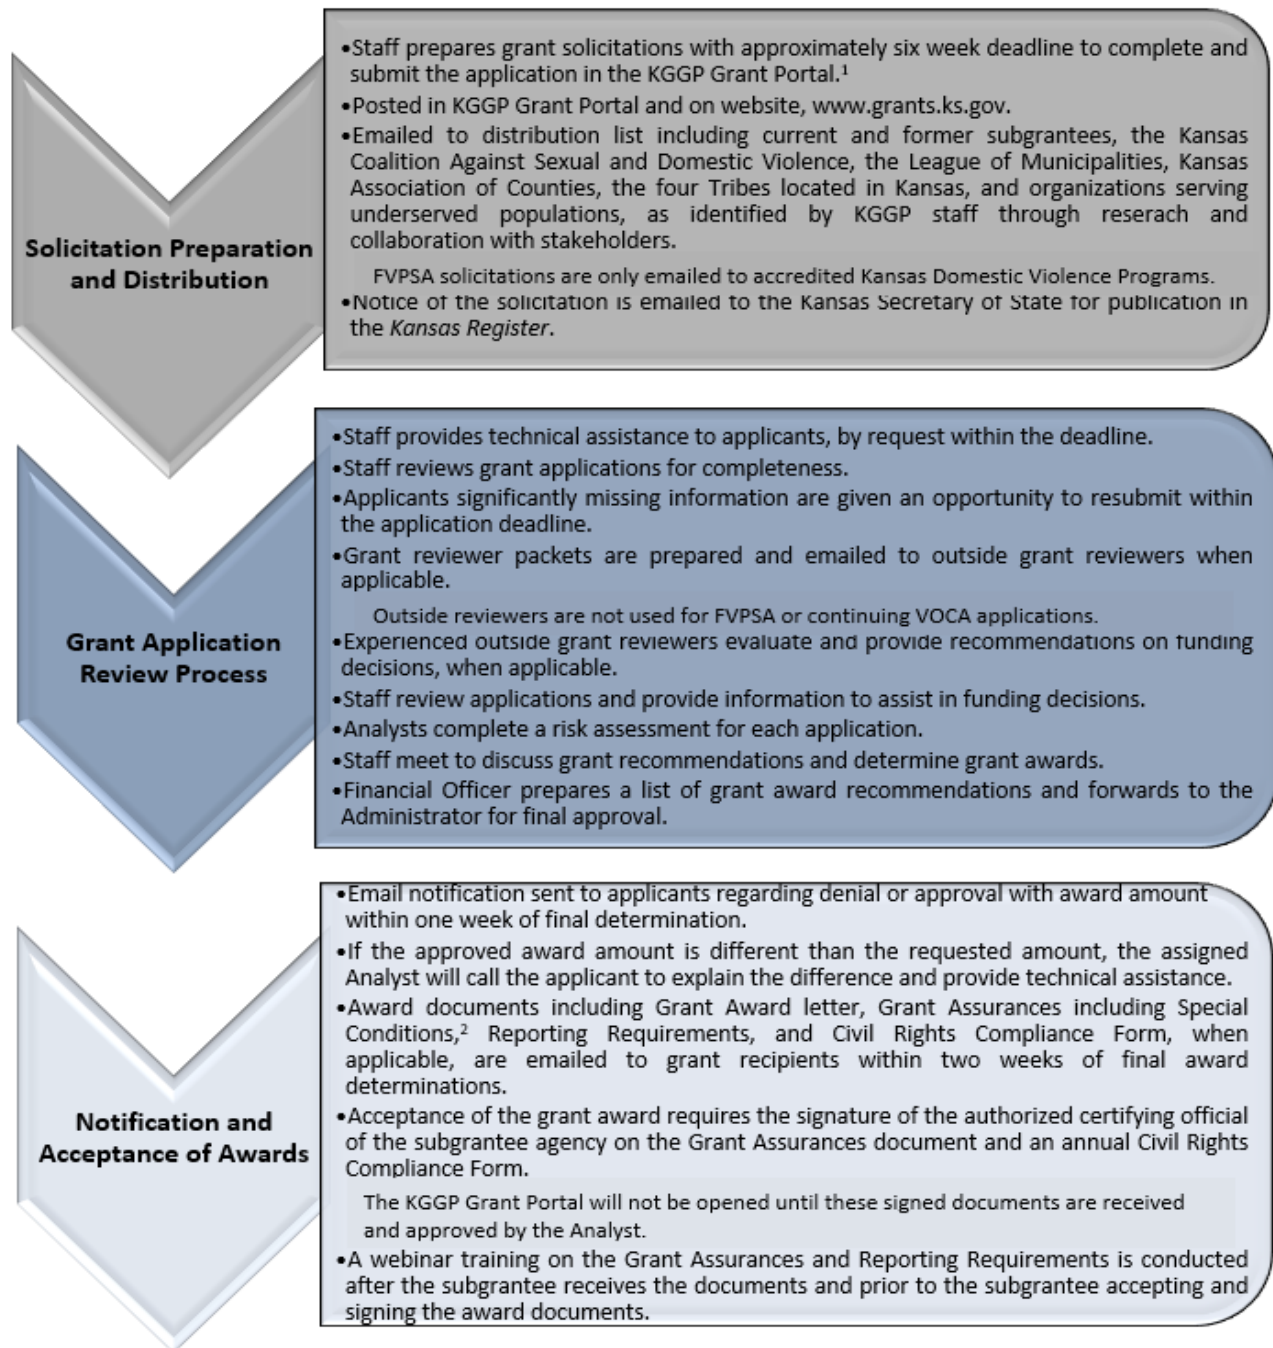 •Staff prepares grant solicitations with approximately six week deadline to complete and
submit the application in the KGGP Grant Portal.¹
•Posted in KGGP Grant Portal and on website, www.grants.ks.gov.
•Emailed to distribution list including current and former subgrantees, the Kansas
Coalition Against Sexual and Domestic Violence, the League of Municipalities, Kansas
Association of Counties, the four Tribes located in Kansas, and organizations serving
underserved populations, as identified by KGGP staff through reserach and
collaboration with stakeholders.
FVPSA solicitations are only emailed to accredited Kansas Domestic Violence Programs.
•Notice of the solicitation is emailed to the Kansas Secretary of State for publication in
the Kansas Register.
Solicitation Preparation
and Distribution
•Staff provides technical assistance to applicants, by request within the deadline.
•Staff reviews grant applications for completeness.
•Applicants significantly missing information are given an opportunity to resubmit within
the application deadline.
•Grant reviewer packets are prepared and emailed to outside grant reviewers when
applicable.
Outside reviewers are not used for FVPSA or continuing VOCA applications.
•Experienced outside grant reviewers evaluate and provide recommendations on funding
decisions, when applicable.
•Staff review applications and provide information to assist in funding decisions.
•Analysts complete a risk assessment for each application.
•Staff meet to discuss grant recommendations and determine grant awards.
•Financial Officer prepares a list of grant award recommendations and forwards to the
Administrator for final approval.
Grant Application
Review Process
•Email notification sent to applicants regarding denial or approval with award amount
within one week of final determination.
•If the approved award amount is different than the requested amount, the assigned
Analyst will call the applicant to explain the difference and provide technical assistance.
•Award documents including Grant Award letter, Grant Assurances including Special
Conditions,² Reporting Requirements, and Civil Rights Compliance Form, when
applicable, are emailed to grant recipients within two weeks of final award
determinations.
•Acceptance of the grant award requires the signature of the authorized certifying official
of the subgrantee agency on the Grant Assurances document and an annual Civil Rights
Compliance Form.
The KGGP Grant Portal will not be opened until these signed documents are received
and approved by the Analyst.
•A webinar training on the Grant Assurances and Reporting Requirements is conducted
after the subgrantee receives the documents and prior to the subgrantee accepting and
signing the award documents.
Notification and
Acceptance of Awards